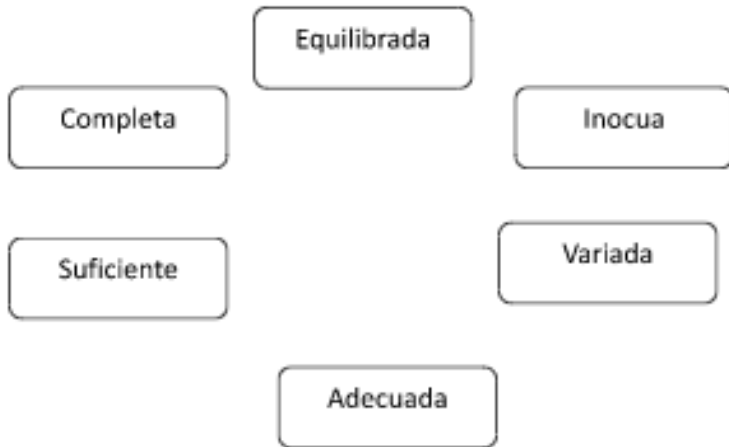 Equilibrada
Completa
Inocua
Suficiente
Variada
Adecuada